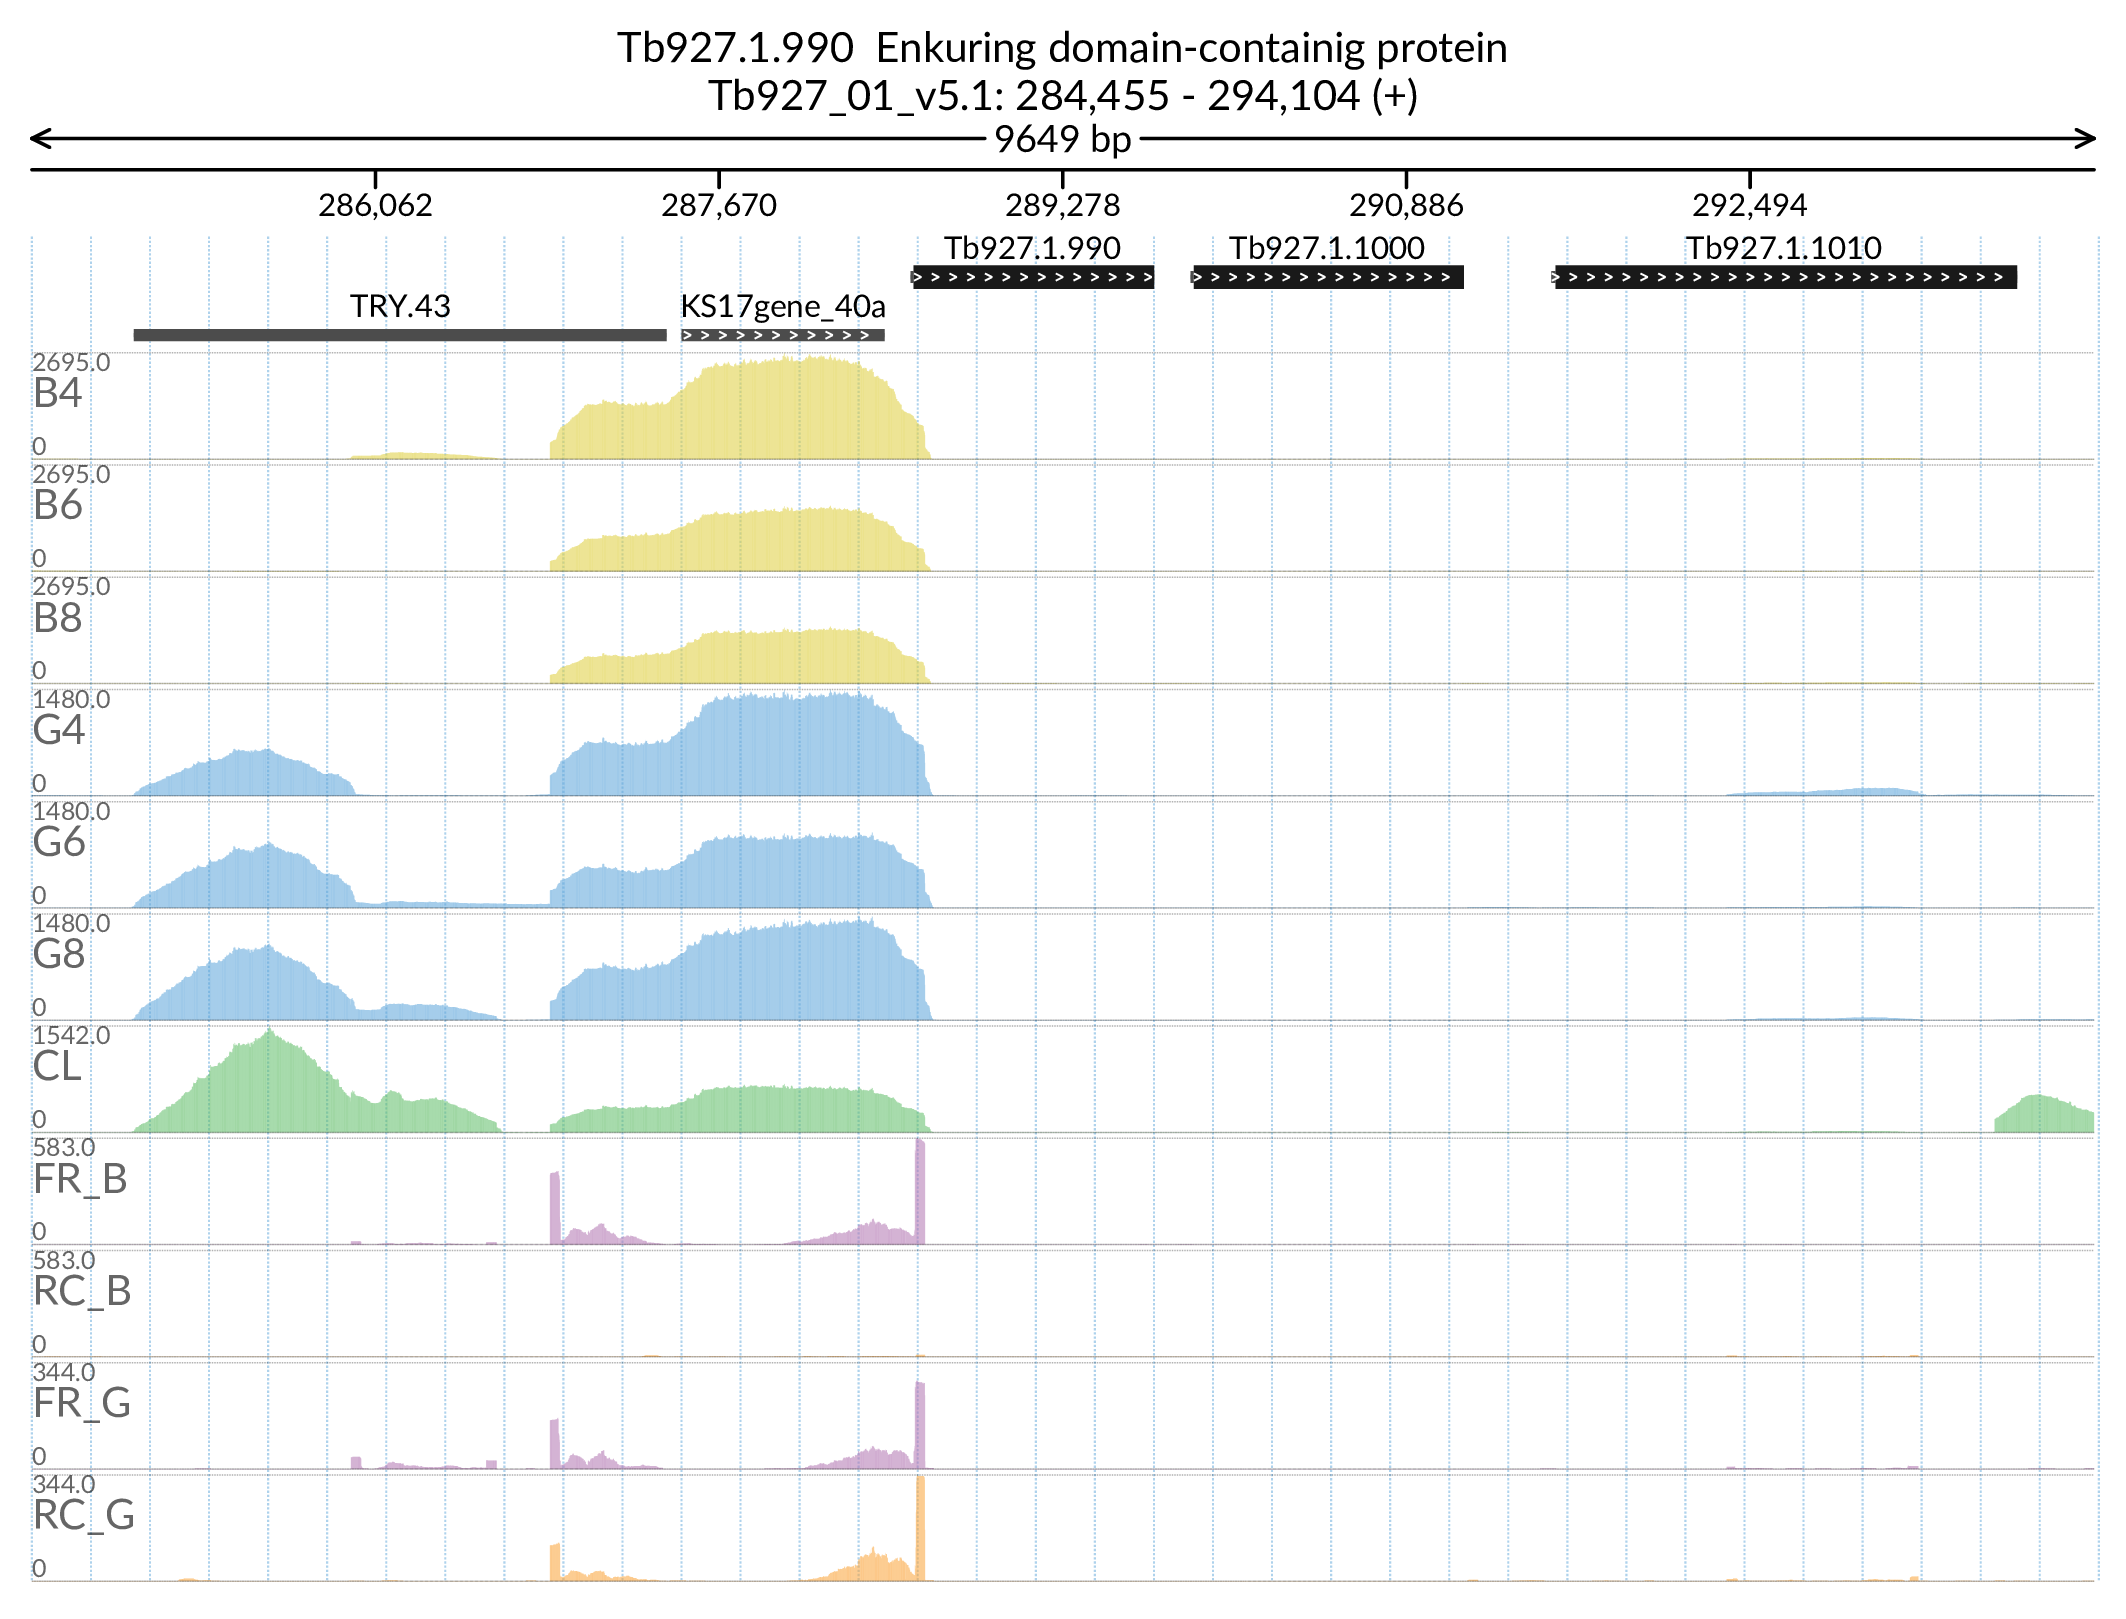 Tb927.1.990  Enkuring domain-containig protein
Tb927_01_v5.1: 284,455 - 294,104 (+)
9649 bp
286,062 287,670 289,278 290,886 292,494
Tb927.1.990 Tb927.1.1000 Tb927.1.1010
TRY.43 KS17gene_40a
2695.0
B4
0
2695.0
B6
0
2695.0
B8
0
1480.0
G4
0
1480.0
G6
0
1480.0
G8
0
1542.0
CL
0
583.0
FR_B
0
583.0
RC_B
0
344.0
FR_G
0
344.0
RC_G
0